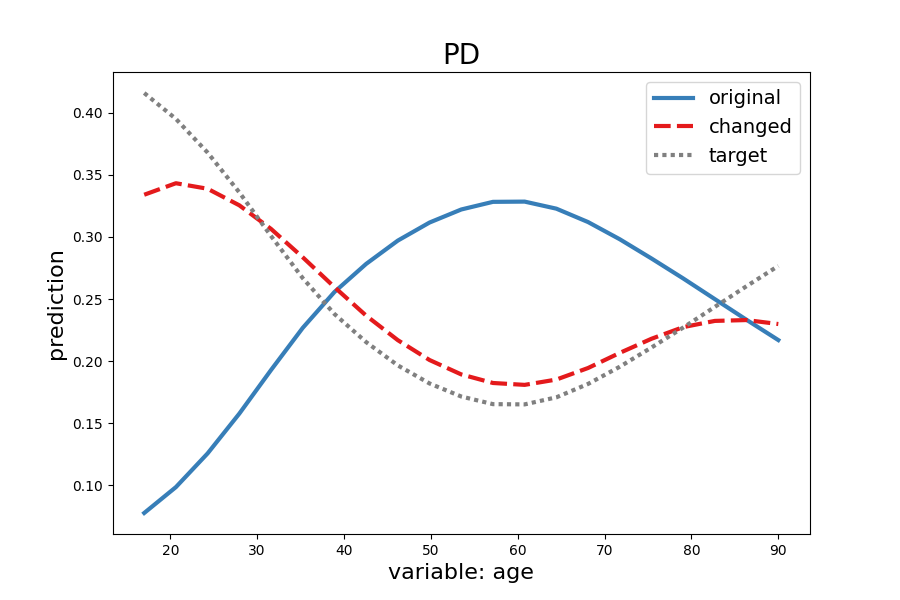 PD
original
changed
target
0.40
0.35
0.30
0.25
0.20
0.15
0.10
prediction
20 30 40 50 60 70 80 90
variable: age